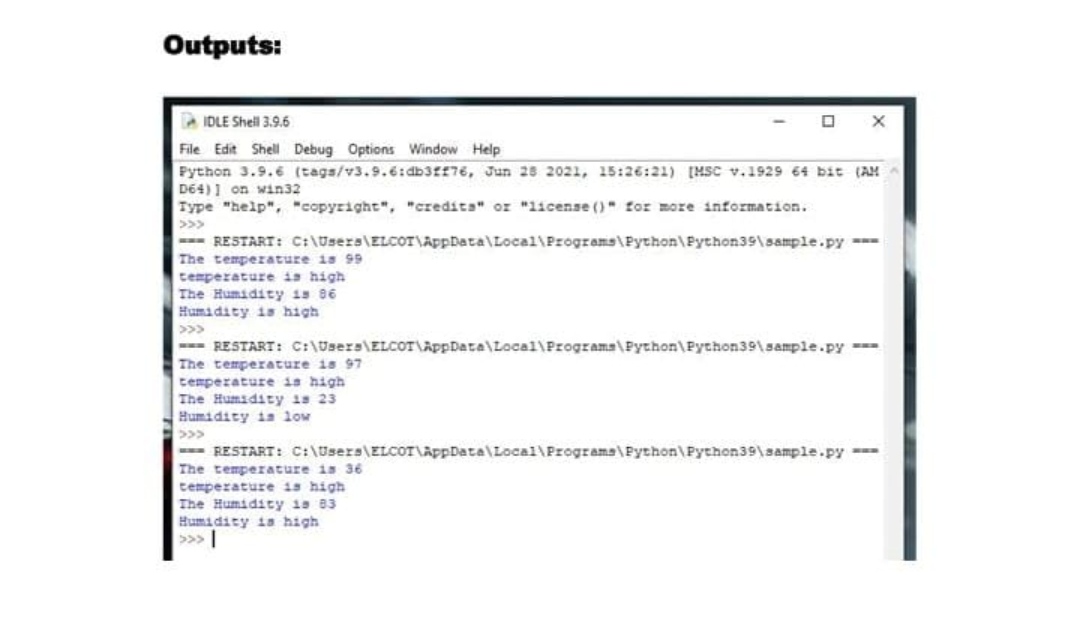 Outputs:
IDLE Shell 3.9.6
File Edit Shell Debug Options Window Help
Python 3.9.6 (tags/v3.9.6:db3ff76, Jun 28 2021, 15:26:21) [MSC v.1929 64 bit (AM
D64)] on win32
Type "help", "copyright", "credits" or "license()" for more information.
>>>
=== RESTART: C:\Users\ELCOT\AppData\Local\Programs\Python\Python39\sample.py ===
The temperature is 99
temperature is high
The Humidity is 86
Humidity is high
>>>
=== RESTART: C:\Users\ELCOT\AppData\Local\Programs\Python\Python39\sample.py ===
The temperature is 97
temperature is high
The Humidity is 23
Humidity is low
>>>
=== RESTART: C:\Users\ELCOT\AppData\Local\Programs\Python\Python39\sample.py ===
The temperature is 36
temperature is high
The Humidity is 83
Humidity is high
>>>